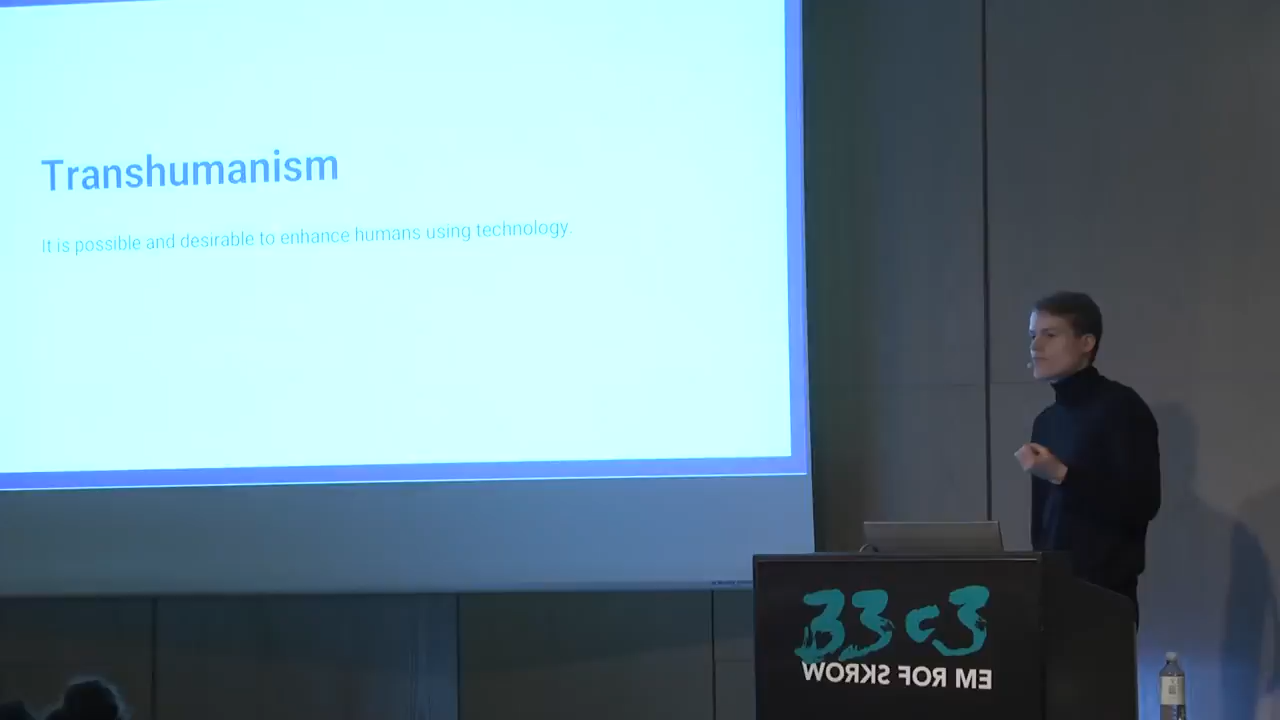 Transhumanism
It is possible and desirable to enhance humans using technology.
33c3
WORKS FOR ME